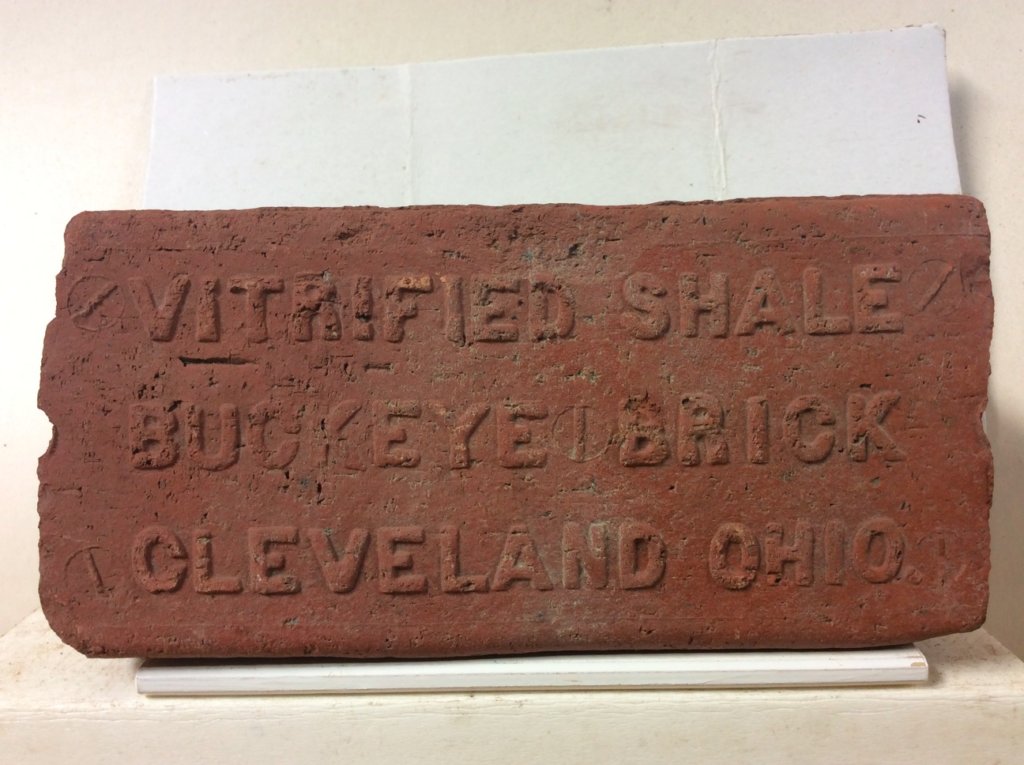 VITRIFIED SHALE
BUCKEYE BRICK
CLEVELAND OHIO.